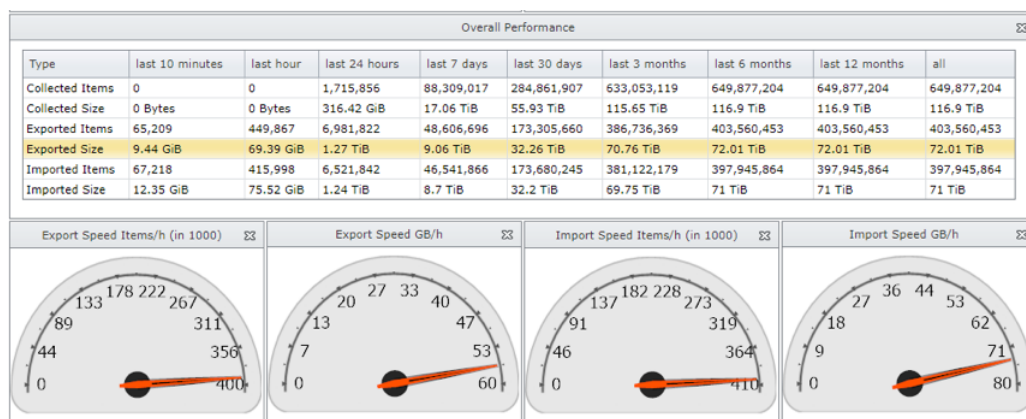 Overall Performance
Type last 10 minutes last hour last 24 hours last 7 days last 30 days last 3 months last 6 months last 12 months all
Collected Items 0 0 1,715,856 88,309,017 284,861,907 633,053,119 649,877,204 649,877,204 649,877,204
Collected Size 0 Bytes 0 Bytes 316.42 GiB 17.06 TiB 55.93 TiB 115.65 TiB 116.9 TiB 116.9 TiB 116.9 TiB
Exported Items 65,209 449,867 6,981,822 48,606,696 173,305,660 386,736,369 403,560,453 403,560,453 403,560,453
Exported Size 9.44 GiB 69.39 GiB 1.27 TiB 9.06 TiB 32.26 TiB 70.76 TiB 72.01 TiB 72.01 TiB 72.01 TiB
Imported Items 67,218 415,998 6,521,842 46,541,866 173,680,245 381,122,179 397,945,864 397,945,864 397,945,864
Imported Size 12.35 GiB 75.52 GiB 1.24 TiB 8.7 TiB 32.2 TiB 69.75 TiB 71 TiB 71 TiB 71 TiB
Export Speed Items/h (in 1000)
0 44 89 133 178 222 267 311 356 400
Export Speed GB/h
0 7 13 20 27 33 40 47 53 60
Import Speed Items/h (in 1000)
0 46 91 137 182 228 273 319 364 410
Import Speed GB/h
0 9 18 27 36 44 53 62 71 80